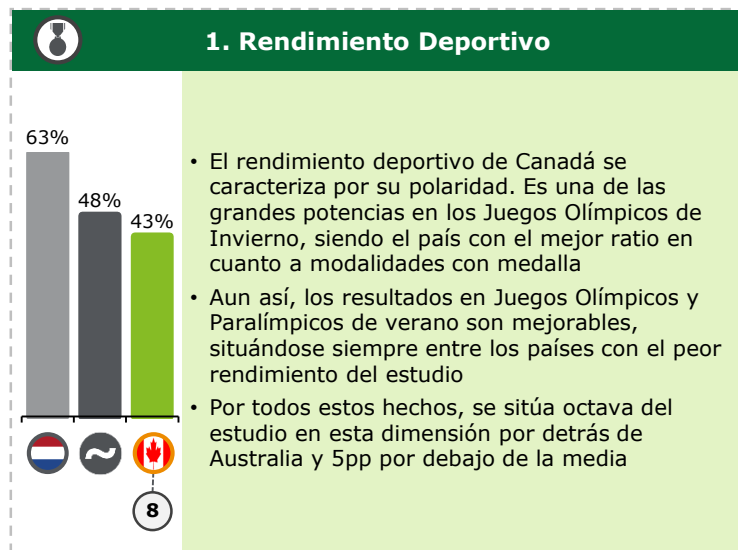 1. Rendimiento Deportivo
63%
48%
43%
8
• El rendimiento deportivo de Canadá se
caracteriza por su polaridad. Es una de las
grandes potencias en los Juegos Olímpicos de
Invierno, siendo el país con el mejor ratio en
cuanto a modalidades con medalla
• Aun así, los resultados en Juegos Olímpicos y
Paralímpicos de verano son mejorables,
situándose siempre entre los países con el peor
rendimiento del estudio
• Por todos estos hechos, se sitúa octava del
estudio en esta dimensión por detrás de
Australia y 5pp por debajo de la media